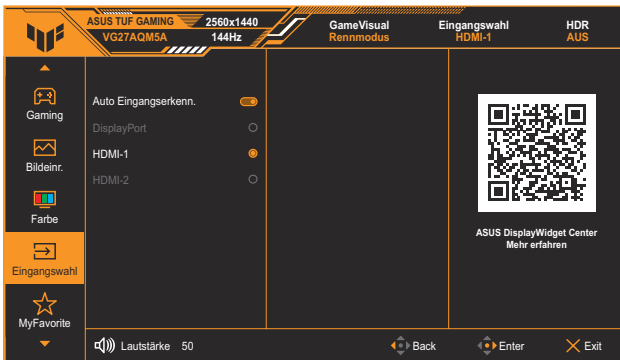 ASUS TUF GAMING 2560x1440
VG27AQM5A 144Hz
GameVisual
Rennmodus
Eingangswahl
HDMI-1
HDR
AUS
Gaming
Bildeinr.
Farbe
Eingangswahl
MyFavorite
Auto Eingangserkenn.
DisplayPort
HDMI-1
HDMI-2
ASUS DisplayWidget Center
Mehr erfahren
Lautstärke 50
Back
Enter
Exit